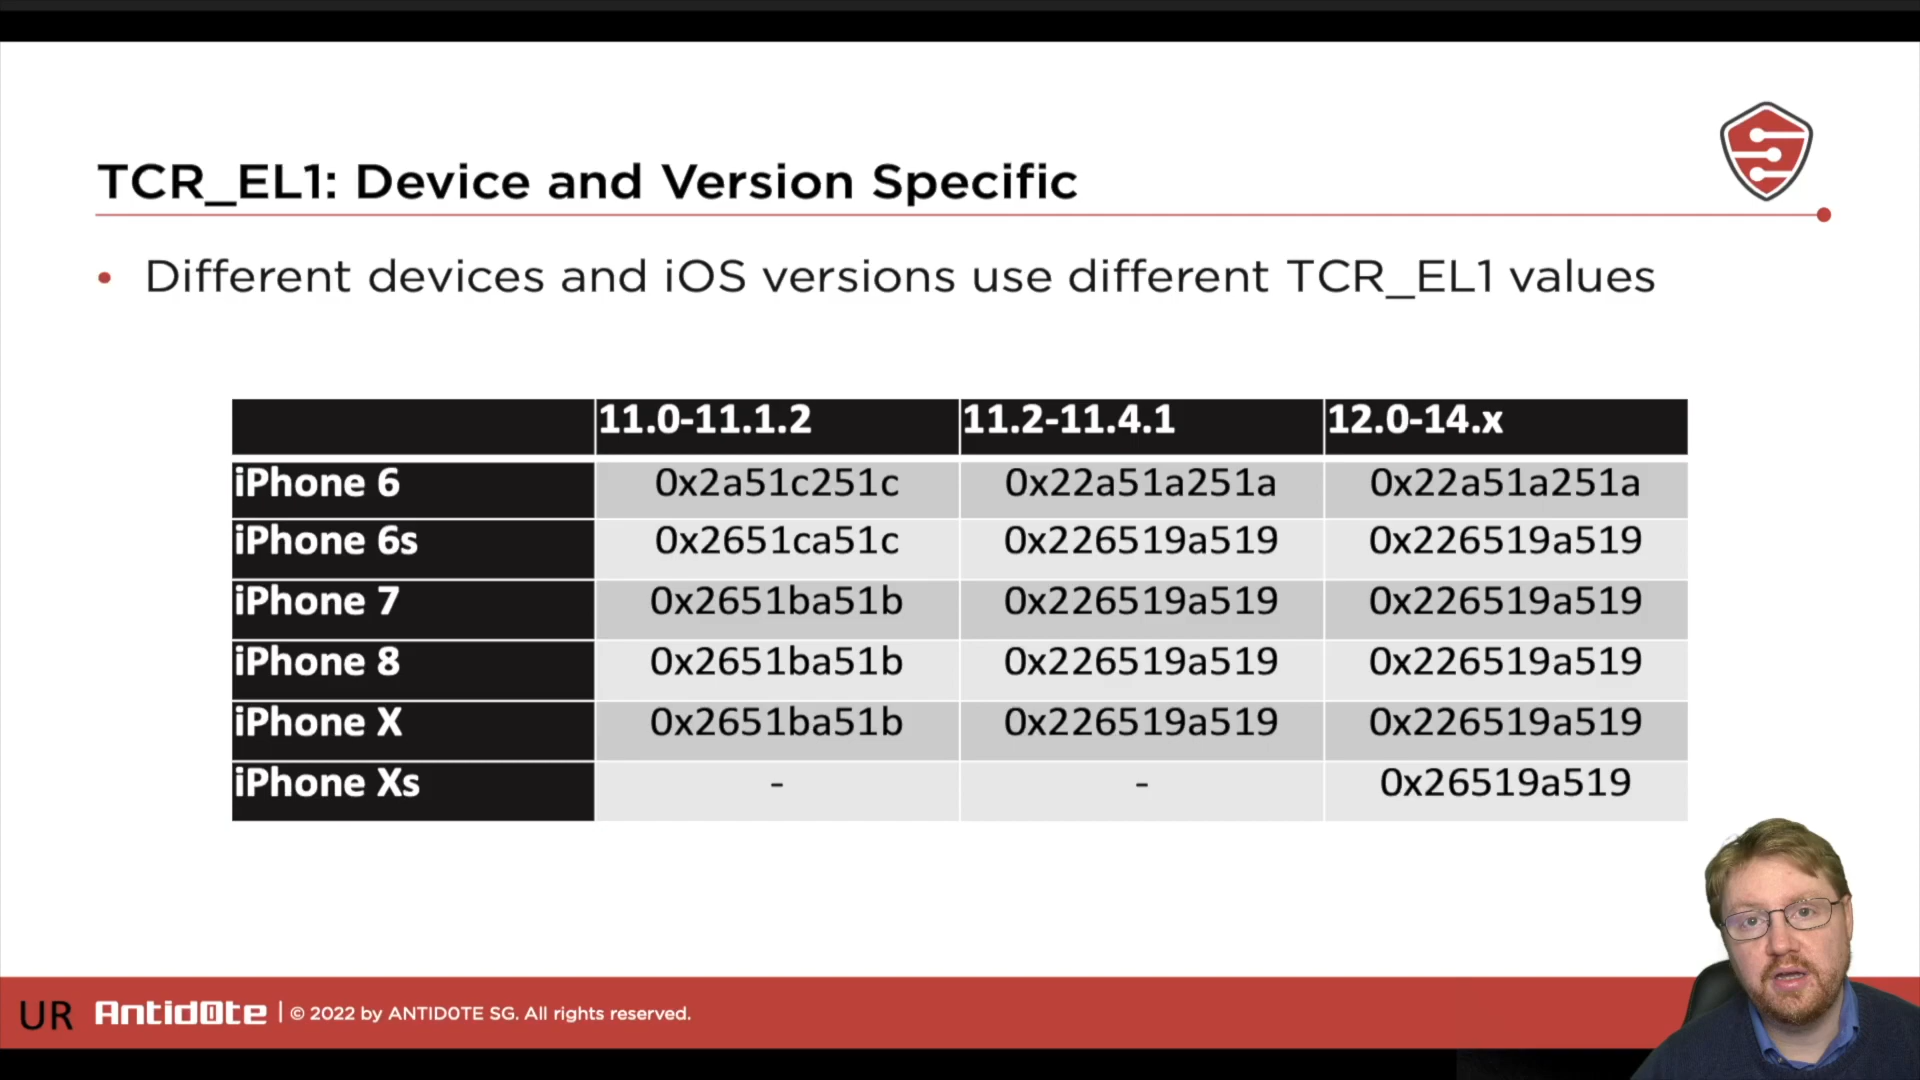 TCR_EL1: Device and Version Specific
• Different devices and iOS versions use different TCR_EL1 values
11.0-11.1.2 11.2-11.4.1 12.0-14.x
iPhone 6 0x2a51c251c 0x22a51a251a 0x22a51a251a
iPhone 6s 0x2651ca51c 0x226519a519 0x226519a519
iPhone 7 0x2651ba51b 0x226519a519 0x226519a519
iPhone 8 0x2651ba51b 0x226519a519 0x226519a519
iPhone X 0x2651ba51b 0x226519a519 0x226519a519
iPhone Xs - - 0x26519a519
UR Antid0te | © 2022 by ANTID0TE SG. All rights reserved.